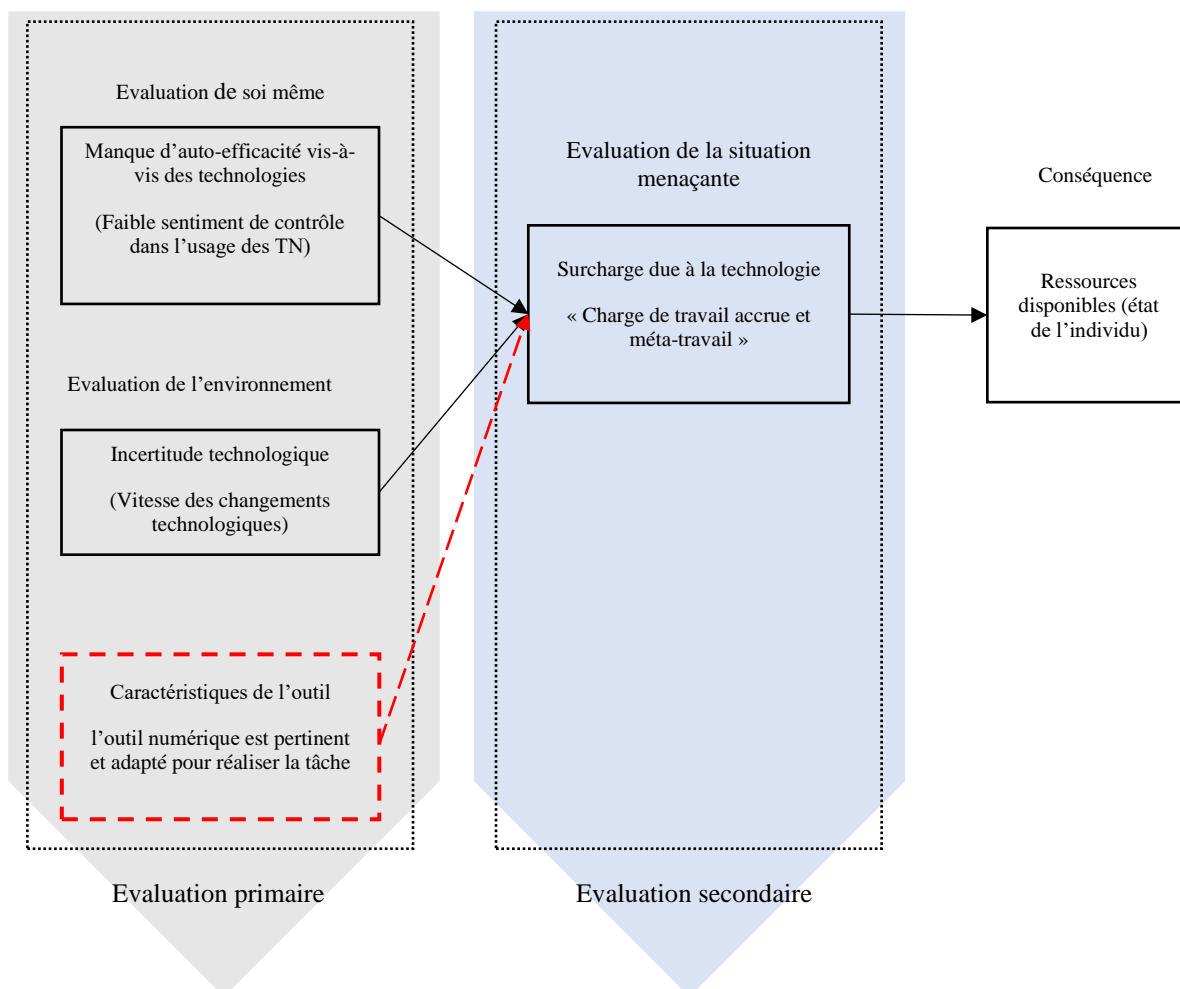 Evaluation de soi même
Manque d'auto-efficacité vis-à-
vis des technologies
(Faible sentiment de contrôle
dans l'usage des TN)
Evaluation de l'environnement
Incertitude technologique
(Vitesse des changements
technologiques)
Caractéristiques de l'outil
l'outil numérique est pertinent
et adapté pour réaliser la tâche
Evaluation primaire
Evaluation de la situation
menaçante
Surcharge due à la technologie
« Charge de travail accrue et
méta-travail »
Evaluation secondaire
Conséquence
Ressources
disponibles (état
de l'individu)